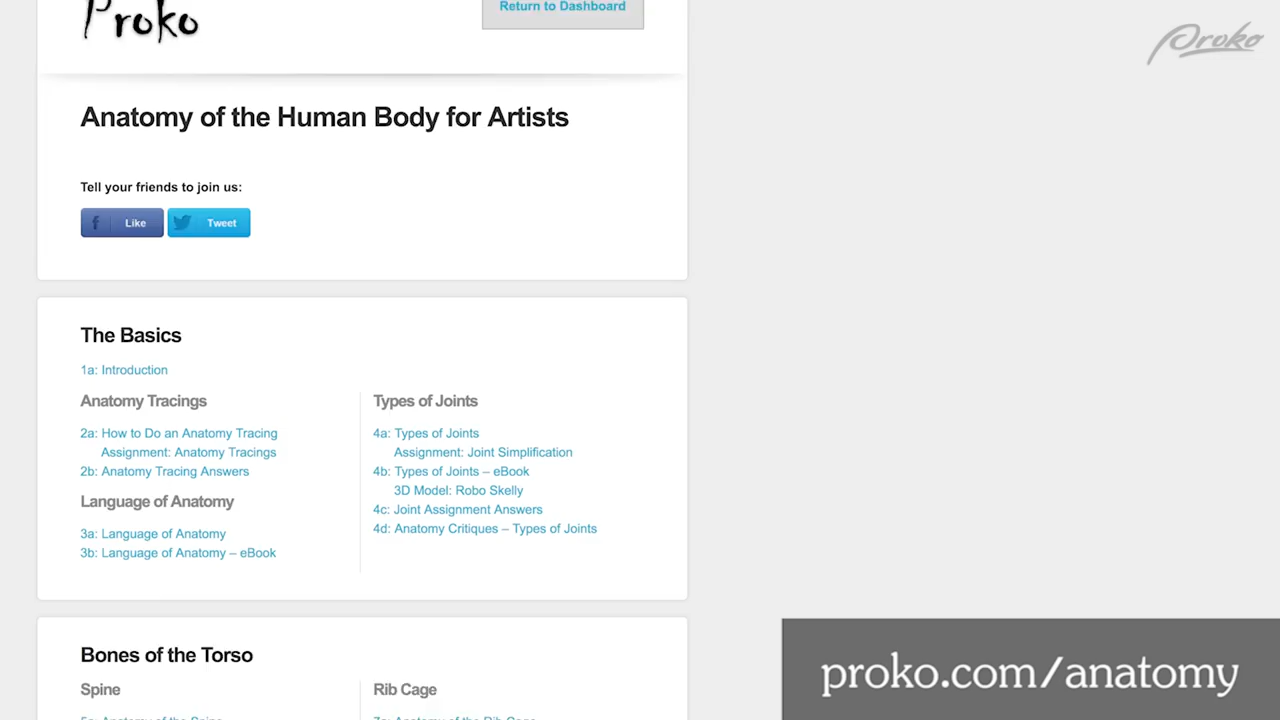 Proko
Return to Dashboard
Proko
Anatomy of the Human Body for Artists
Tell your friends to join us:
f Like
Tweet
The Basics
1a: Introduction
Anatomy Tracings
2a: How to Do an Anatomy Tracing
Assignment: Anatomy Tracings
2b: Anatomy Tracing Answers
Language of Anatomy
3a: Language of Anatomy
3b: Language of Anatomy – eBook
Types of Joints
4a: Types of Joints
Assignment: Joint Simplification
4b: Types of Joints – eBook
3D Model: Robo Skelly
4c: Joint Assignment Answers
4d: Anatomy Critiques – Types of Joints
Bones of the Torso
Spine
Rib Cage
proko.com/anatomy